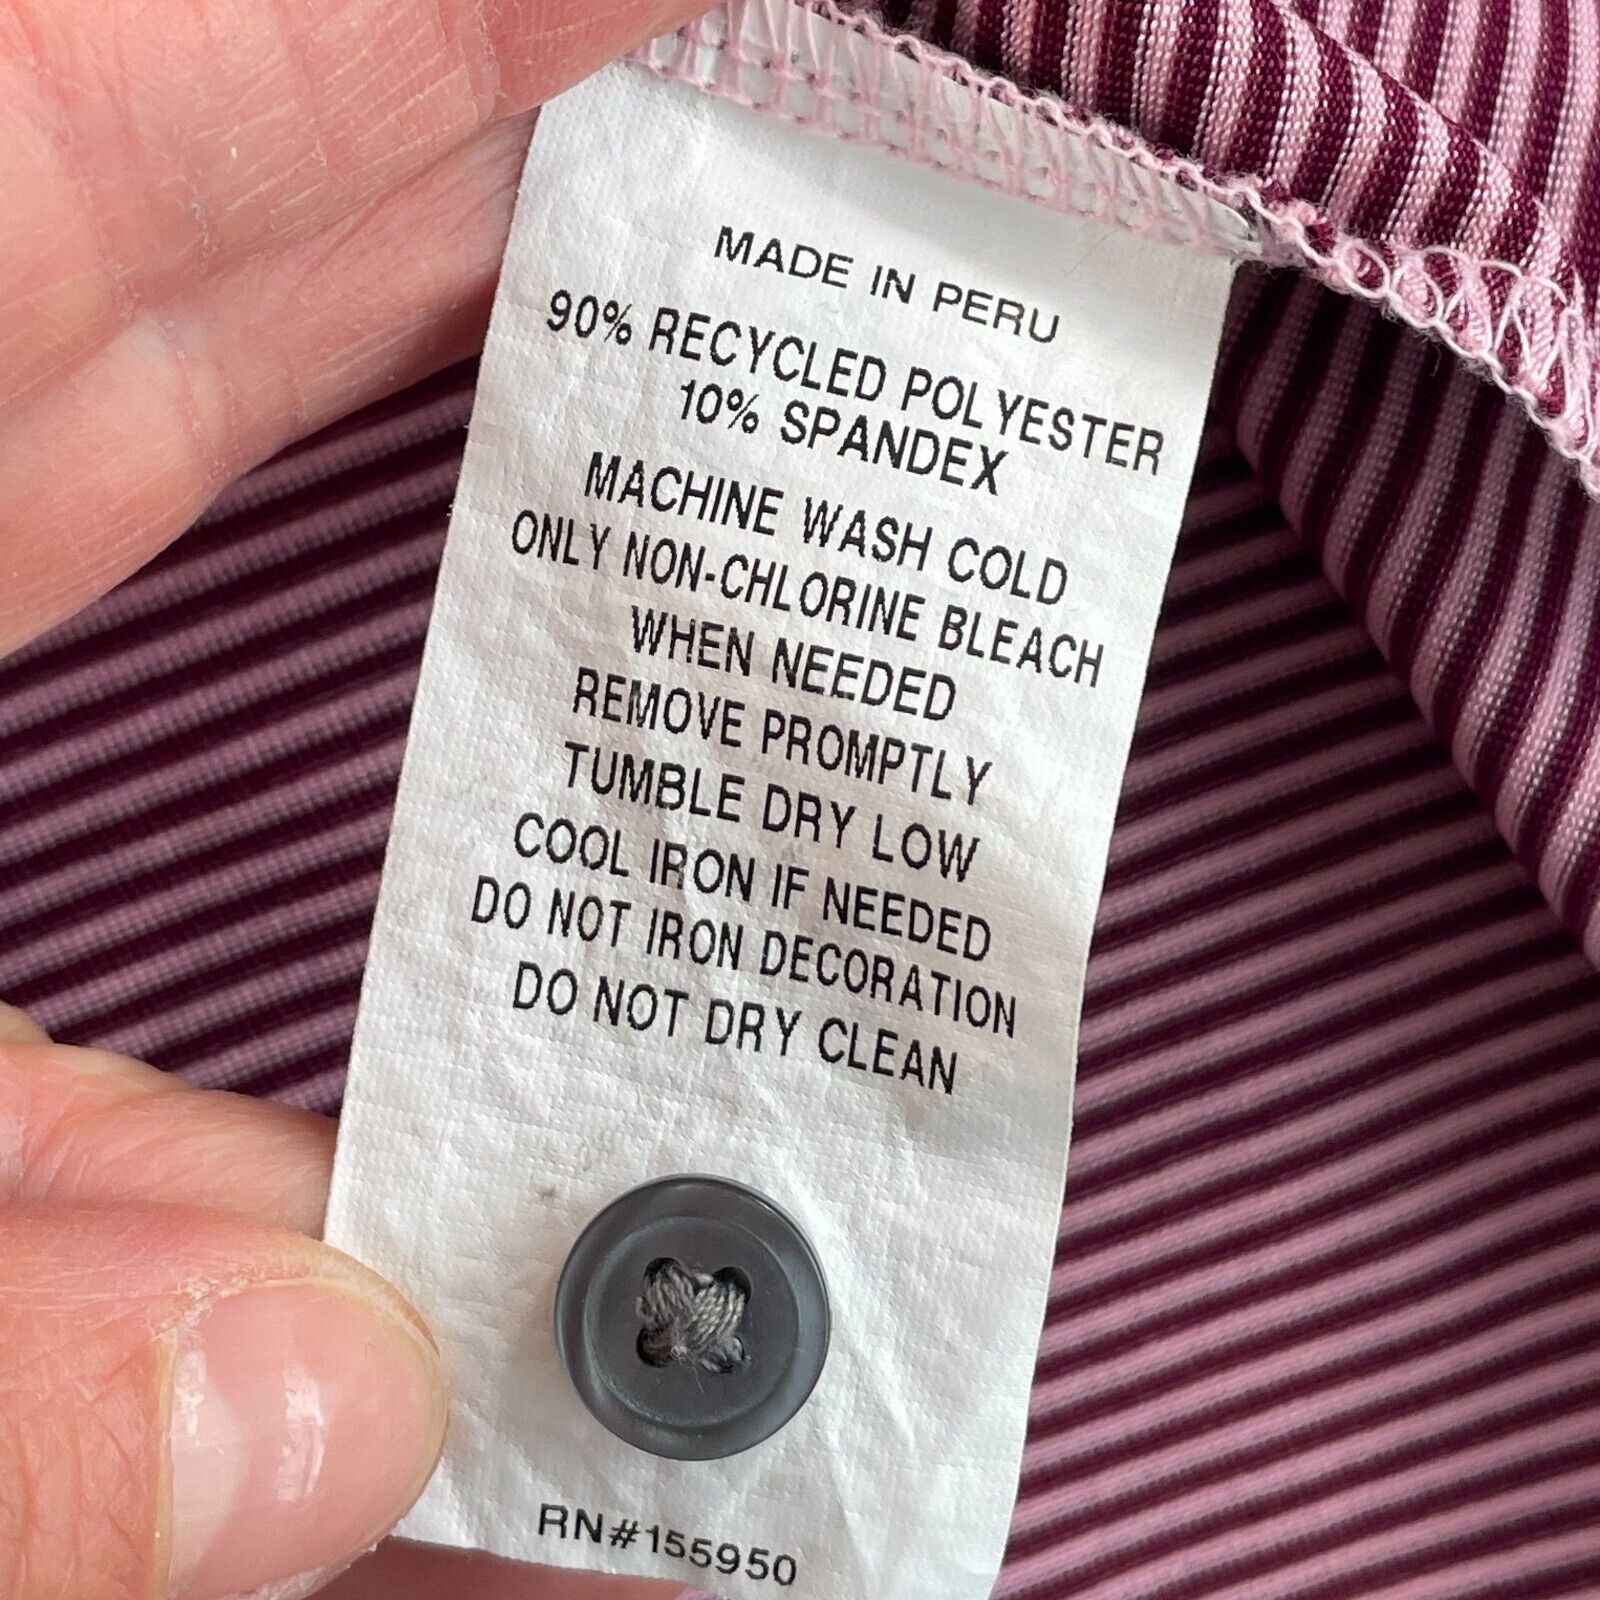 MADE IN PERU
90% RECYCLED POLYESTER
10% SPANDEX
MACHINE WASH COLD
ONLY NON-CHLORINE BLEACH
WHEN NEEDED
REMOVE PROMPTLY
TUMBLE DRY LOW
COOL IRON IF NEEDED
DO NOT IRON DECORATION
DO NOT DRY CLEAN
RN#155950